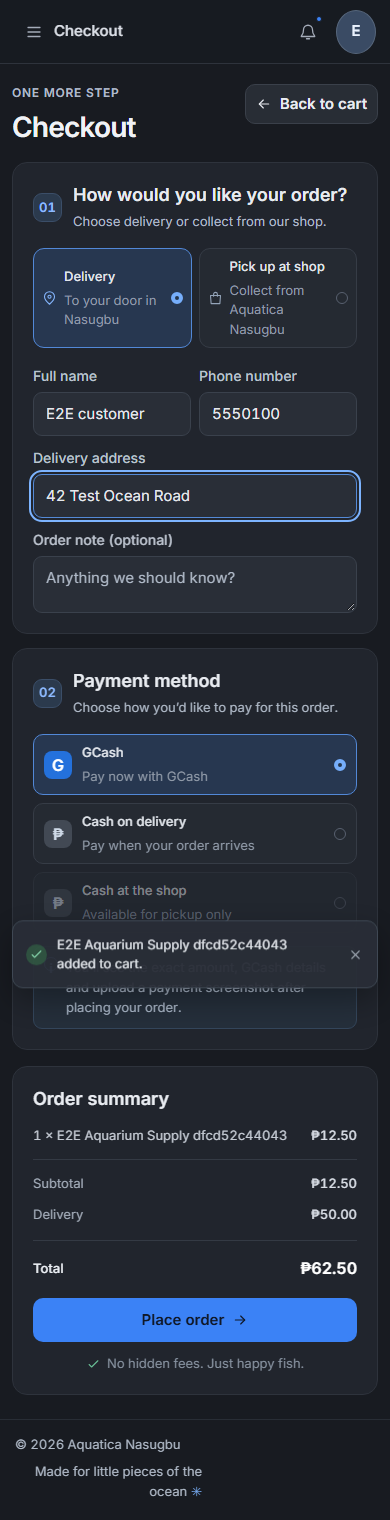 Checkout
E
ONE MORE STEP
Checkout
← Back to cart
01
How would you like your order?
Choose delivery or collect from our shop.
Delivery
To your door in
Nasugbu
Pick up at shop
Collect from
Aquatica
Nasugbu
Full name
Phone number
E2E customer
5550100
Delivery address
42 Test Ocean Road
Order note (optional)
Anything we should know?
02
Payment method
Choose how you'd like to pay for this order.
G
GCash
Pay now with GCash
₱
Cash on delivery
Pay when your order arrives
₱
Cash at the shop
Available for pickup only
E2E Aquarium Supply dfcd52c44043
added to cart.
exact amount, GCash details
and upload a payment screenshot after
placing your order.
Order summary
1 × E2E Aquarium Supply dfcd52c44043 ₱12.50
Subtotal ₱12.50
Delivery ₱50.00
Total ₱62.50
Place order →
✓ No hidden fees. Just happy fish.
© 2026 Aquatica Nasugbu
Made for little pieces of the
ocean ✳